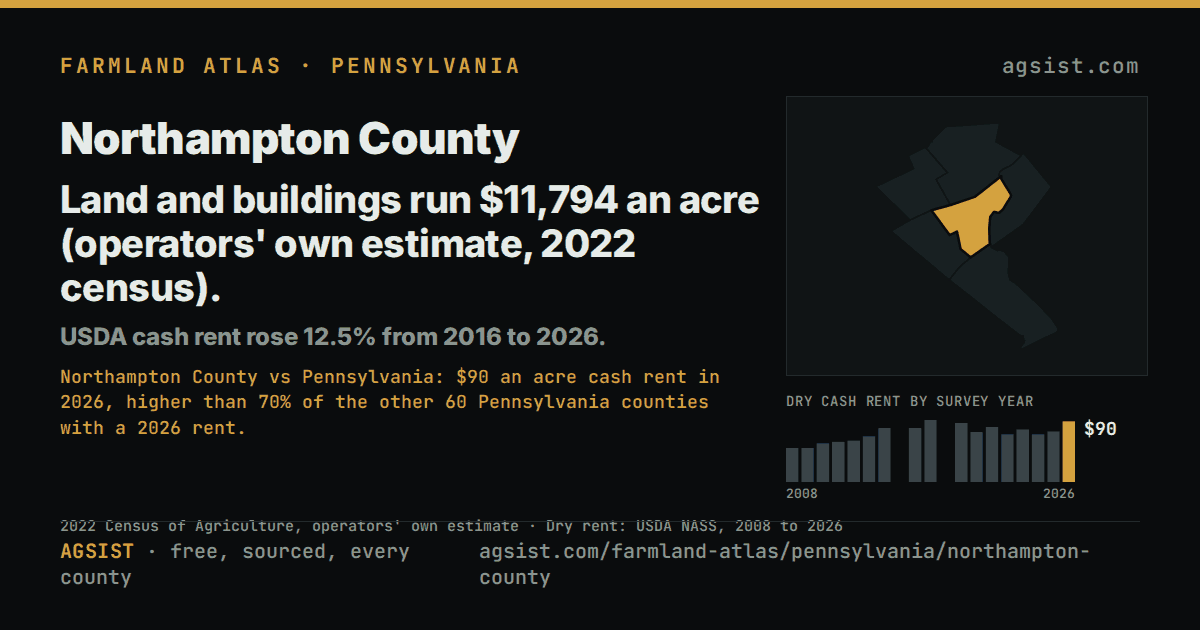 FARMLAND ATLAS · PENNSYLVANIA
agsist.com
Northampton County
Land and buildings run $11,794 an acre
(operators' own estimate, 2022
census).
USDA cash rent rose 12.5% from 2016 to 2026.
Northampton County vs Pennsylvania: $90 an acre cash rent in
2026, higher than 70% of the other 60 Pennsylvania counties
with a 2026 rent.
DRY CASH RENT BY SURVEY YEAR
$90
2008
2026
2022 Census of Agriculture, operators' own estimate · Dry rent: USDA NASS, 2008 to 2026
AGSIST · free, sourced, every
county
agsist.com/farmland-atlas/pennsylvania/northampton-
county